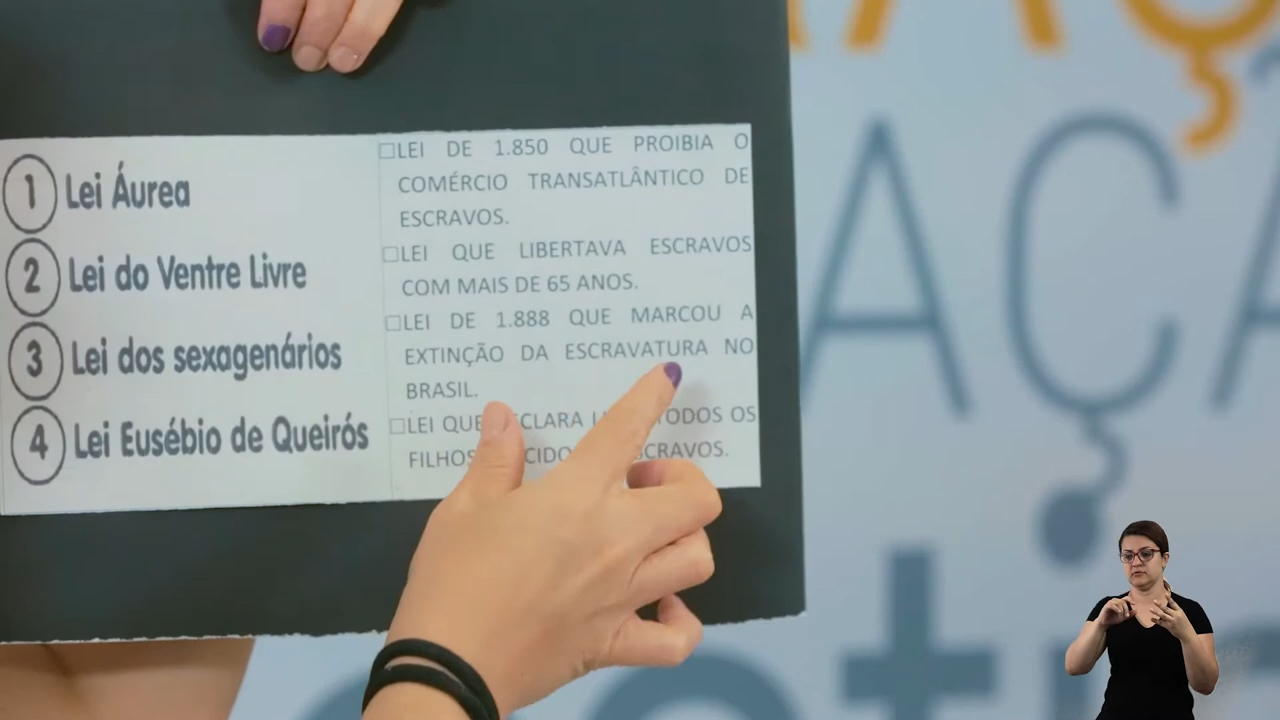 1 Lei Áurea
2 Lei do Ventre Livre
3 Lei dos sexagenários
4 Lei Eusébio de Queirós
□LEI DE 1.850 QUE PROIBIA O
COMÉRCIO TRANSATLÂNTICO DE
ESCRAVOS.
□LEI QUE LIBERTAVA ESCRAVOS
COM MAIS DE 65 ANOS.
□LEI DE 1.888 QUE MARCOU A
EXTINÇÃO DA ESCRAVATURA NO
BRASIL.
□LEI QUE TODOS OS
FILHOS